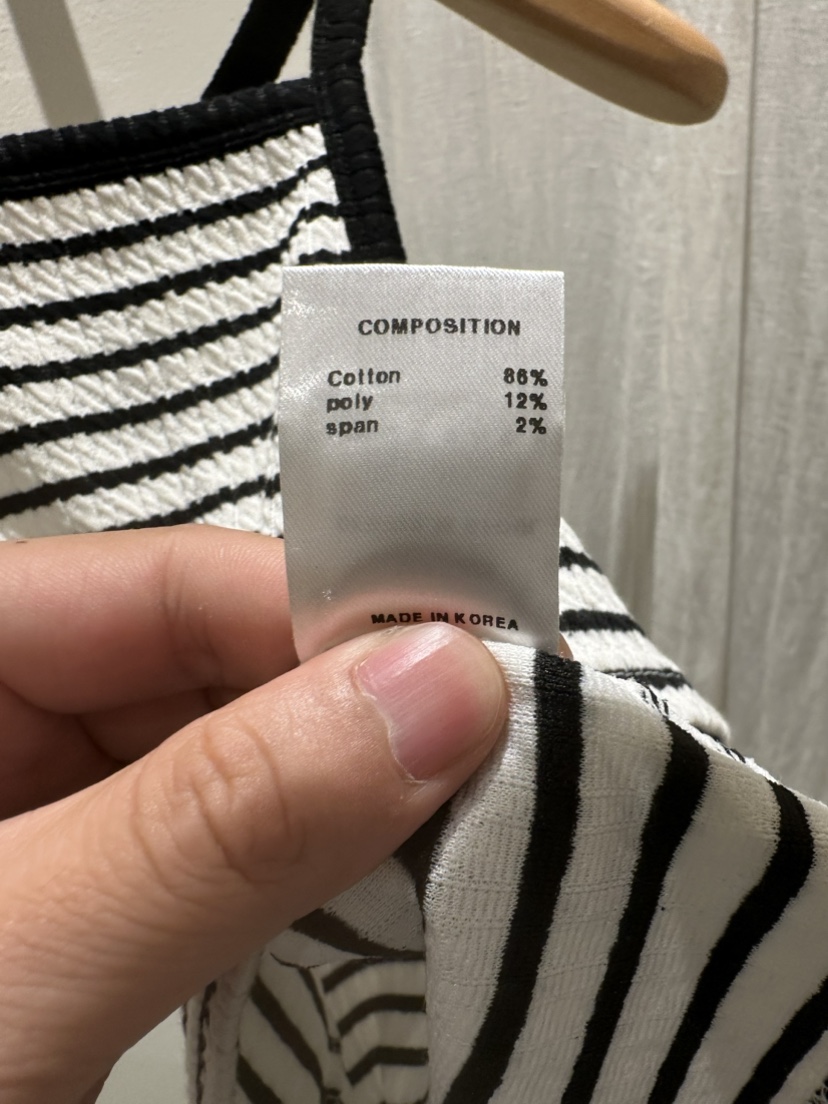 COMPOSITION
Cotton 86%
poly 12%
span 2%
MADE IN KOREA